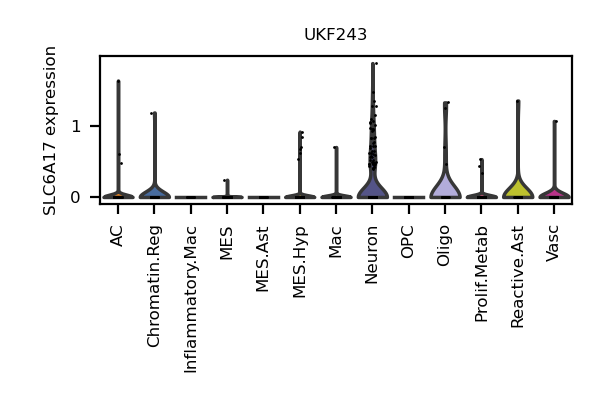 UKF243
SLC6A17 expression
1
0
AC
Chromatin.Reg
Inflammatory.Mac
MES
MES.Ast
MES.Hyp
Mac
Neuron
OPC
Oligo
Prolif.Metab
Reactive.Ast
Vasc